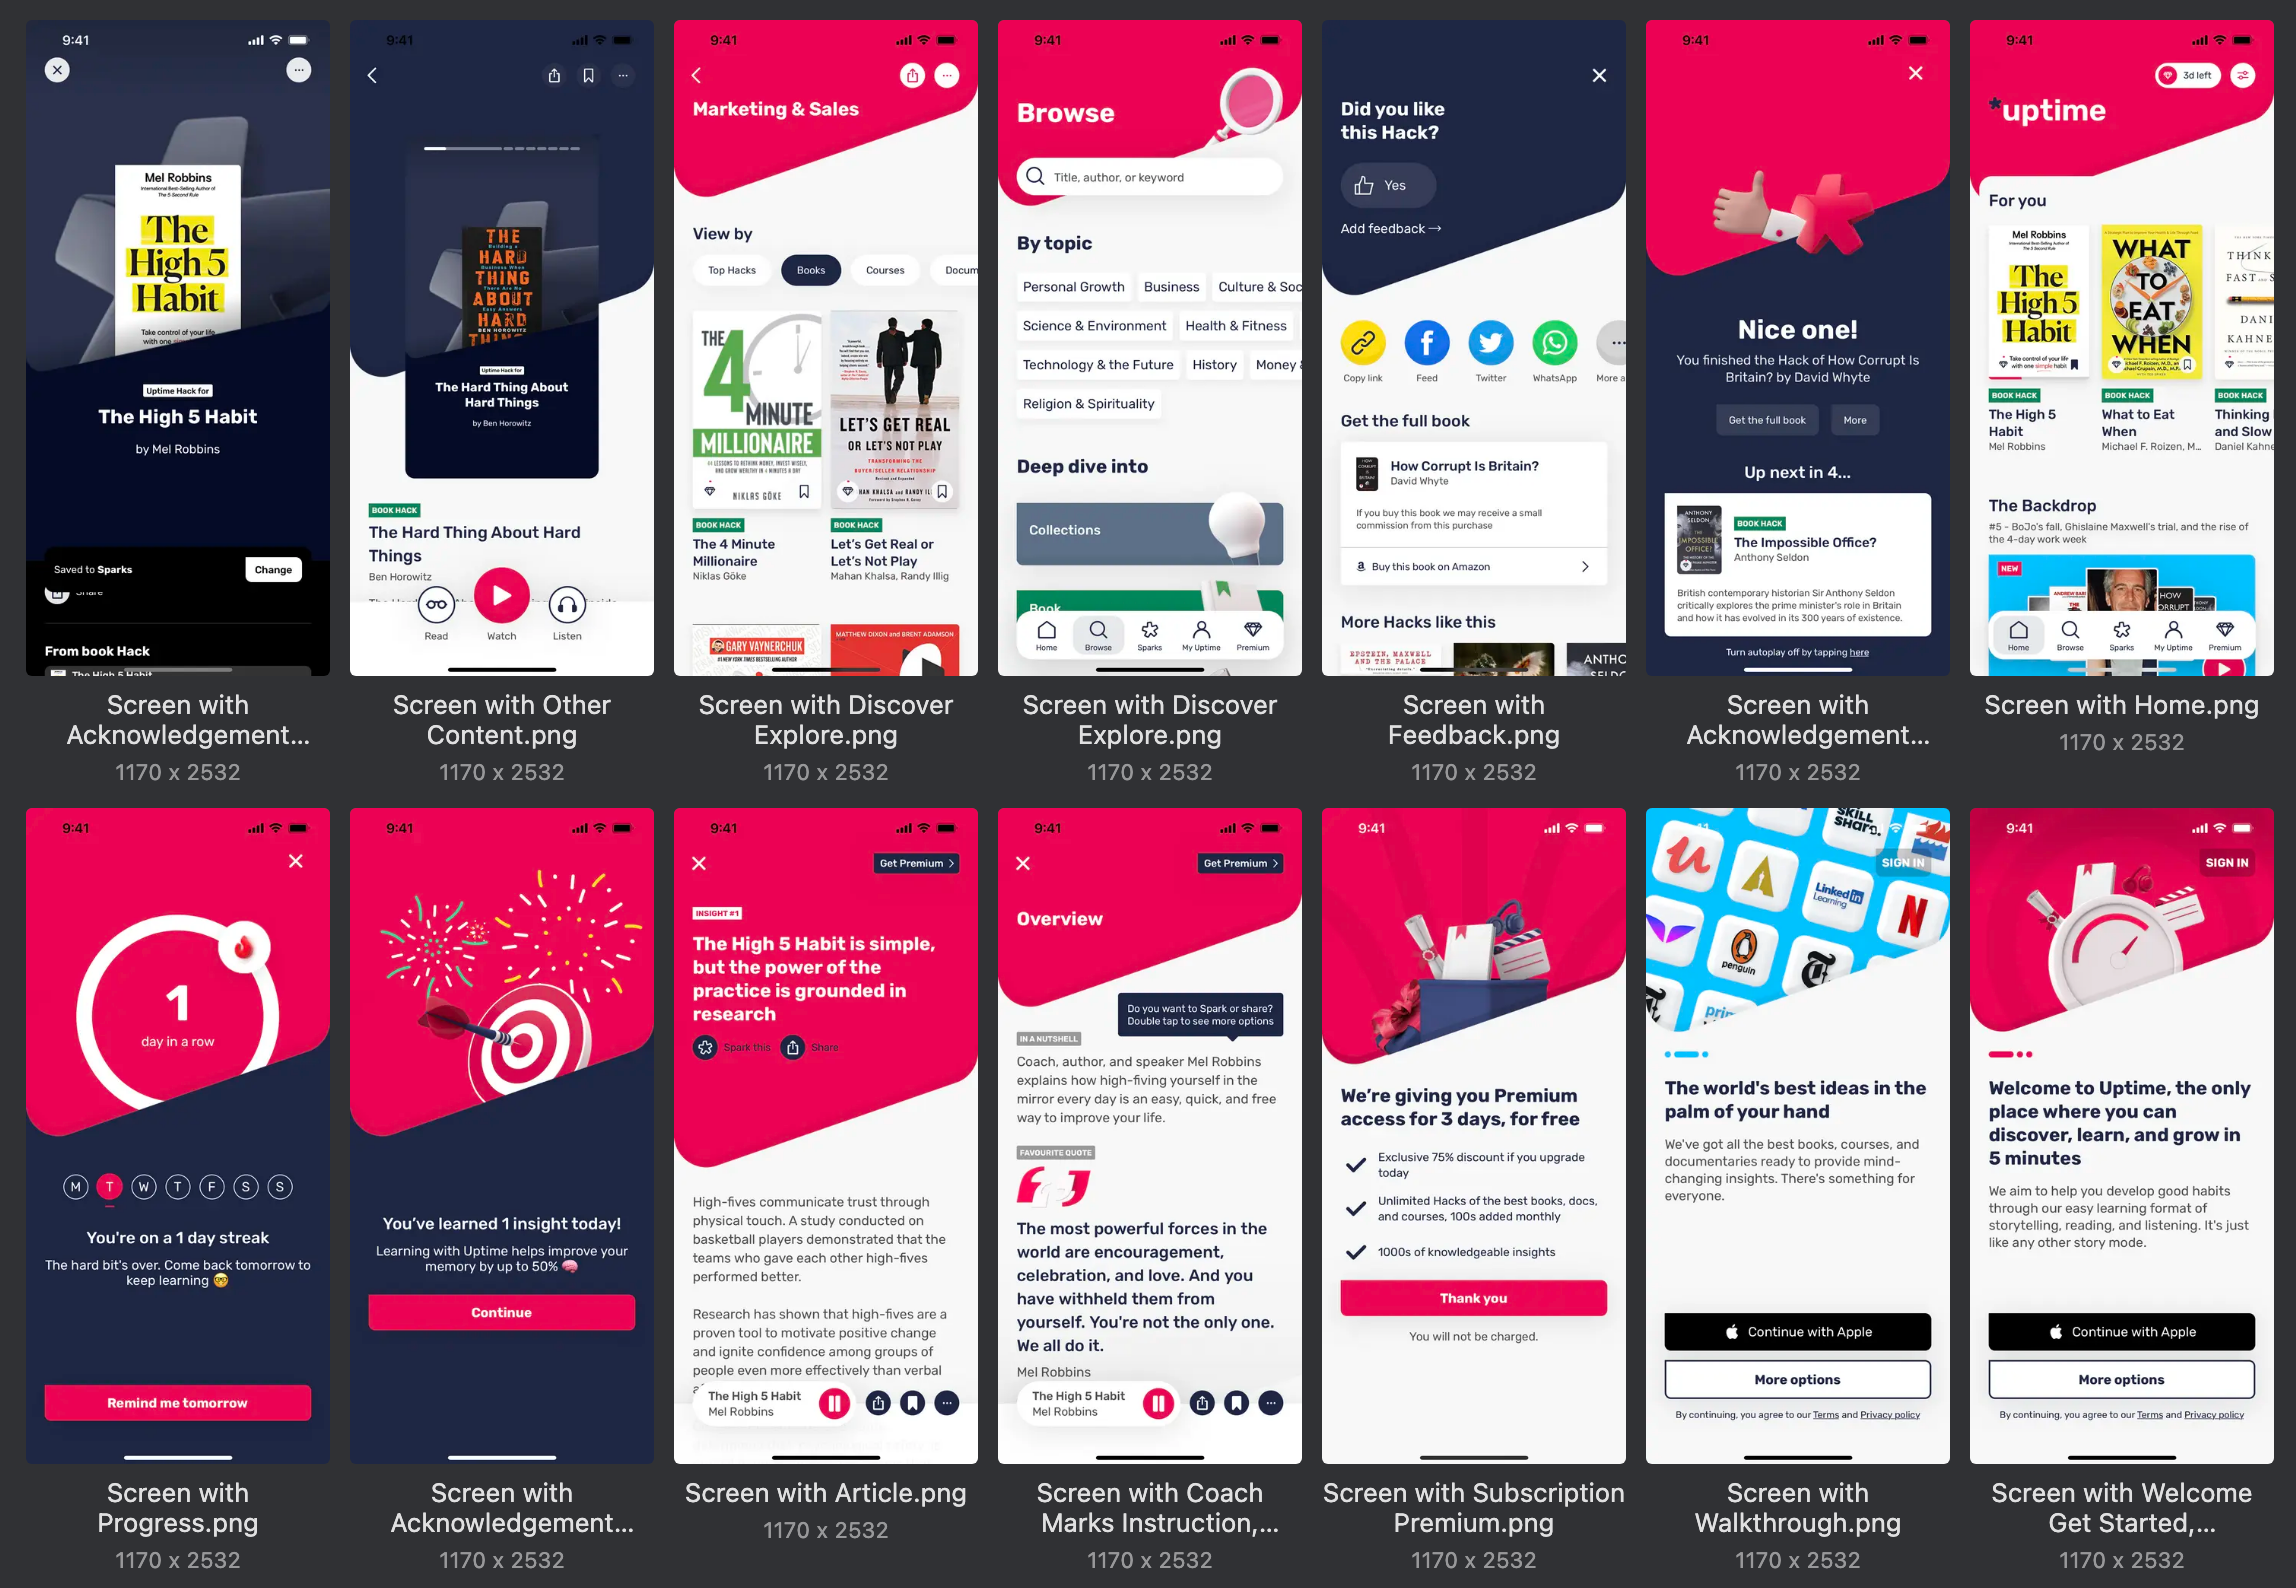 9:41
Mel Robbins
International Best-Selling Author of
The 5 Second Rule
The
High 5
Habit
Take control of your life
Uptime Hack for
The High 5 Habit
by Mel Robbins
Saved to Sparks
Change
Share
From book Hack
The High 5 Habit
Screen with
Acknowledgement...
1170 x 2532
9:41
THE
HARD
THING
ABOUT
HARD
BEN HOROWITZ
Uptime Hack for
The Hard Thing About
Hard Things
by Ben Horowitz
BOOK HACK
The Hard Thing About Hard
Things
Ben Horowitz
Read
Watch
Listen
Screen with Other
Content.png
1170 x 2532
9:41
Marketing & Sales
View by
Top Hacks
Books
Courses
Docum
THE
4
MINUTE
MILLIONAIRE
NIKLAS GÖKE
LET'S GET REAL
OR LET'S NOT PLAY
TRANSFORMING THE
BUYER/SELLER RELATIONSHIP
BOOK HACK
The 4 Minute
Millionaire
Niklas Göke
BOOK HACK
Let's Get Real or
Let's Not Play
Mahan Khalsa, Randy Illig
GARY VAYNERCHUK
MATTHEW DIXON and BRENT ADAMSON
Screen with Discover
Explore.png
1170 x 2532
9:41
Browse
Title, author, or keyword
By topic
Personal Growth
Business
Culture & Soc
Science & Environment
Health & Fitness
Technology & the Future
History
Money &
Religion & Spirituality
Deep dive into
Collections
Book
Home
Browse
Sparks
My Uptime
Premium
Screen with Discover
Explore.png
1170 x 2532
Did you like
this Hack?
Yes
Add feedback →
Copy link
Feed
Twitter
WhatsApp
More a
Get the full book
How Corrupt Is Britain?
David Whyte
If you buy this book we may receive a small
commission from this purchase
Buy this book on Amazon
More Hacks like this
EPSTEIN, MAXWELL
AND THE PALACE
ANTHO
SELDO
Screen with
Feedback.png
1170 x 2532
9:41
Nice one!
You finished the Hack of How Corrupt Is
Britain? by David Whyte
Get the full book
More
Up next in 4...
ANTHONY
SELDON
THE
IMPOSSIBLE
OFFICE?
BOOK HACK
The Impossible Office?
Anthony Seldon
British contemporary historian Sir Anthony Seldon
critically explores the prime minister's role in Britain
and how it has evolved in its 300 years of existence.
Turn autoplay off by tapping here
Screen with
Acknowledgement...
1170 x 2532
9:41
3d left
*uptime
For you
Mel Robbins
The
High 5
Habit
Take control of your life
with one simple habit
WHAT
TO
EAT
WHEN
THINK
FAST
DANI
KAHNE
BOOK HACK
The High 5
Habit
Mel Robbins
BOOK HACK
What to Eat
When
Michael F. Roizen, M...
BOOK HACK
Thinking
and Slow
Daniel Kahne
The Backdrop
#5 - BoJo's fall, Ghislaine Maxwell's trial, and the rise of
the 4-day work week
NEW
HOW
CORRUPT
Home
Browse
Sparks
My Uptime
Premium
Screen with Home.png
1170 x 2532
9:41
1
day in a row
M
T
W
T
F
S
S
You're on a 1 day streak
The hard bit's over. Come back tomorrow to
keep learning 🤓
Remind me tomorrow
Screen with
Progress.png
1170 x 2532
9:41
You've learned 1 insight today!
Learning with Uptime helps improve your
memory by up to 50% 🧠
Continue
Screen with
Acknowledgement...
1170 x 2532
9:41
Get Premium >
INSIGHT #1
The High 5 Habit is simple,
but the power of the
practice is grounded in
research
Spark this
Share
High-fives communicate trust through
physical touch. A study conducted on
basketball players demonstrated that the
teams who gave each other high-fives
performed better.
Research has shown that high-fives are a
proven tool to motivate positive change
and ignite confidence among groups of
people even more effectively than verbal
The High 5 Habit
Mel Robbins
Screen with Article.png
1170 x 2532
9:41
Get Premium >
Overview
Do you want to Spark or share?
Double tap to see more options
IN A NUTSHELL
Coach, author, and speaker Mel Robbins
explains how high-fiving yourself in the
mirror every day is an easy, quick, and free
way to improve your life.
FAVOURITE QUOTE
The most powerful forces in the
world are encouragement,
celebration, and love. And you
have withheld them from
yourself. You're not the only one.
We all do it.
Mel Robbins
The High 5 Habit
Mel Robbins
Screen with Coach
Marks Instruction,...
1170 x 2532
9:41
We're giving you Premium
access for 3 days, for free
Exclusive 75% discount if you upgrade
today
Unlimited Hacks of the best books, docs,
and courses, 100s added monthly
1000s of knowledgeable insights
Thank you
You will not be charged.
Screen with Subscription
Premium.png
1170 x 2532
SKILL
SHare.
SIGN IN
Linked in
Learning
N
penguin
The world's best ideas in the
palm of your hand
We've got all the best books, courses, and
documentaries ready to provide mind-
changing insights. There's something for
everyone.
Continue with Apple
More options
By continuing, you agree to our Terms and Privacy policy
Screen with
Walkthrough.png
1170 x 2532
9:41
SIGN IN
Welcome to Uptime, the only
place where you can
discover, learn, and grow in
5 minutes
We aim to help you develop good habits
through our easy learning format of
storytelling, reading, and listening. It's just
like any other story mode.
Continue with Apple
More options
By continuing, you agree to our Terms and Privacy policy
Screen with Welcome
Get Started,...
1170 x 2532